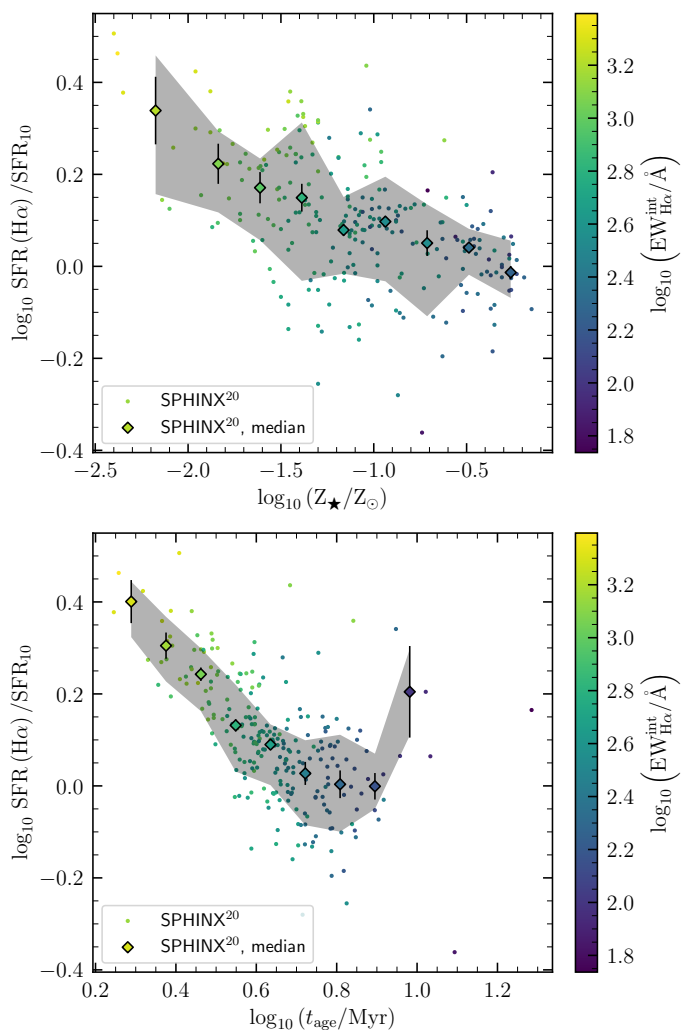 0.4
0.2
0.0
−0.2
−0.4
log₁₀ SFR (Hα) /SFR₁₀
SPHINX²⁰
SPHINX²⁰, median
−2.5 −2.0 −1.5 −1.0 −0.5
log₁₀ (Z★/Z⊙)
3.2
3.0
2.8
2.6
2.4
2.2
2.0
1.8
log₁₀ (EWⁱⁿᵗ_Hα/Å)
0.4
0.2
0.0
−0.2
−0.4
log₁₀ SFR (Hα) /SFR₁₀
SPHINX²⁰
SPHINX²⁰, median
0.2 0.4 0.6 0.8 1.0 1.2
log₁₀ (t_age/Myr)
3.2
3.0
2.8
2.6
2.4
2.2
2.0
1.8
log₁₀ (EWⁱⁿᵗ_Hα/Å)